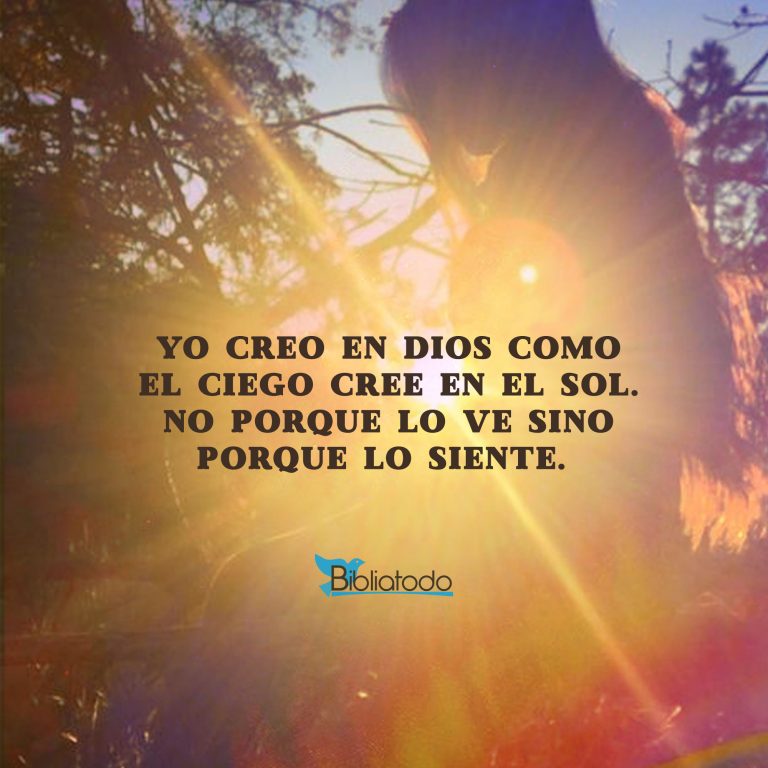 YO CREO EN DIOS COMO
EL CIEGO CREE EN EL SOL.
NO PORQUE LO VE SINO
PORQUE LO SIENTE.
Bibliatodo